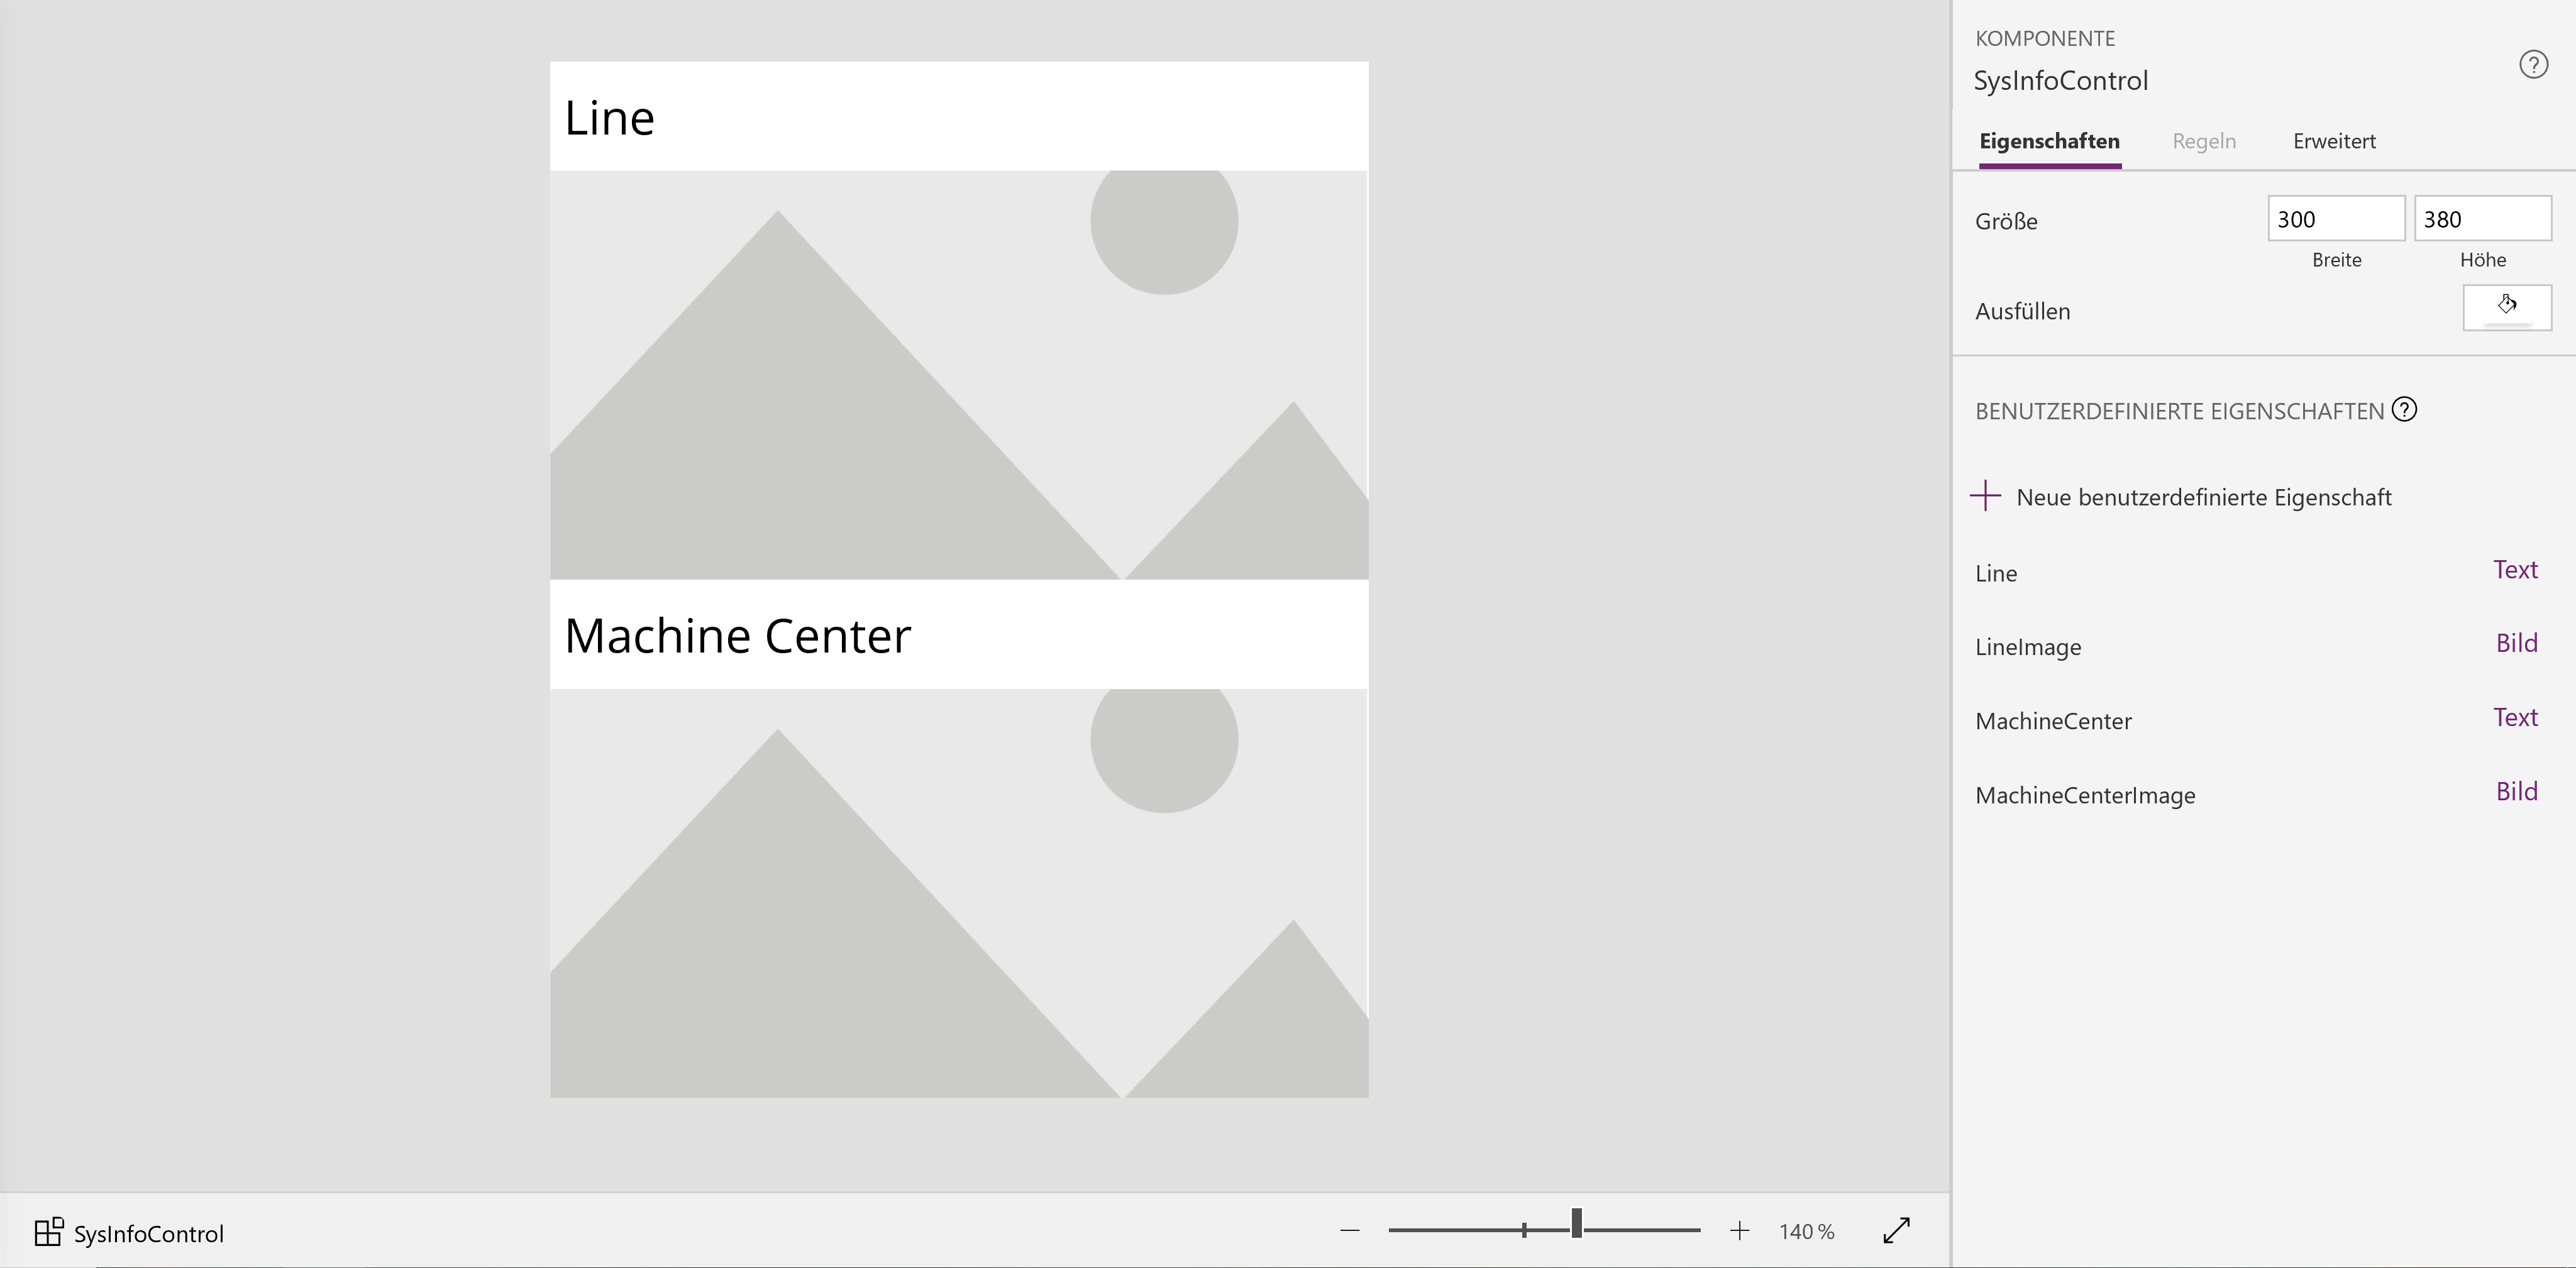 Line
Machine Center
SysInfoControl
140 %
KOMPONENTE
SysInfoControl
Eigenschaften Regeln Erweitert
Größe 300 380
Breite Höhe
Ausfüllen
BENUTZERDEFINIERTE EIGENSCHAFTEN
Neue benutzerdefinierte Eigenschaft
Line Text
LineImage Bild
MachineCenter Text
MachineCenterImage Bild